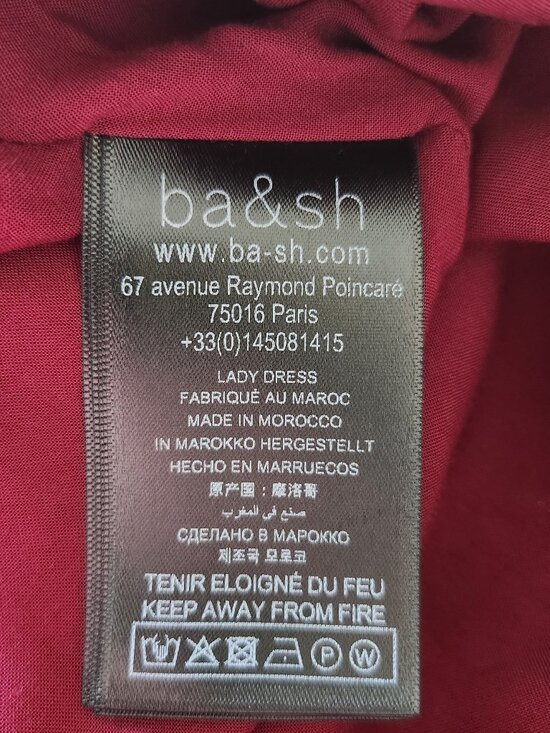 ba&sh
www.ba-sh.com
67 avenue Raymond Poincaré
75016 Paris
+33(0)145081415
LADY DRESS
FABRIQUÉ AU MAROC
MADE IN MOROCCO
IN MAROKKO HERGESTELLT
HECHO EN MARRUECOS
原产国：摩洛哥
صنع في المغرب
СДЕЛАНО В МАРОККО
제조국 모로코
TENIR ELOIGNÉ DU FEU
KEEP AWAY FROM FIRE
P W